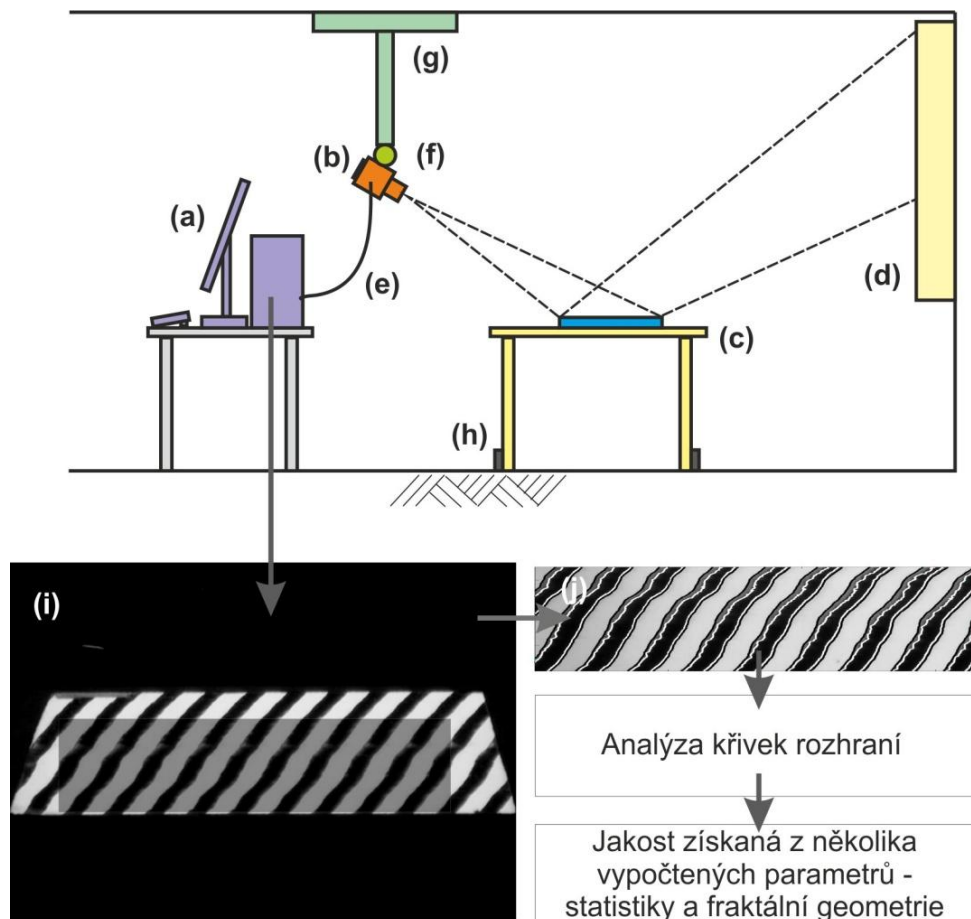 (g)
(b)
(f)
(a)
(e)
(d)
(c)
(h)
(i)
(j)
Analýza křivek rozhraní
Jakost získaná z několika
vypočtených parametrů -
statistiky a fraktální geometrie